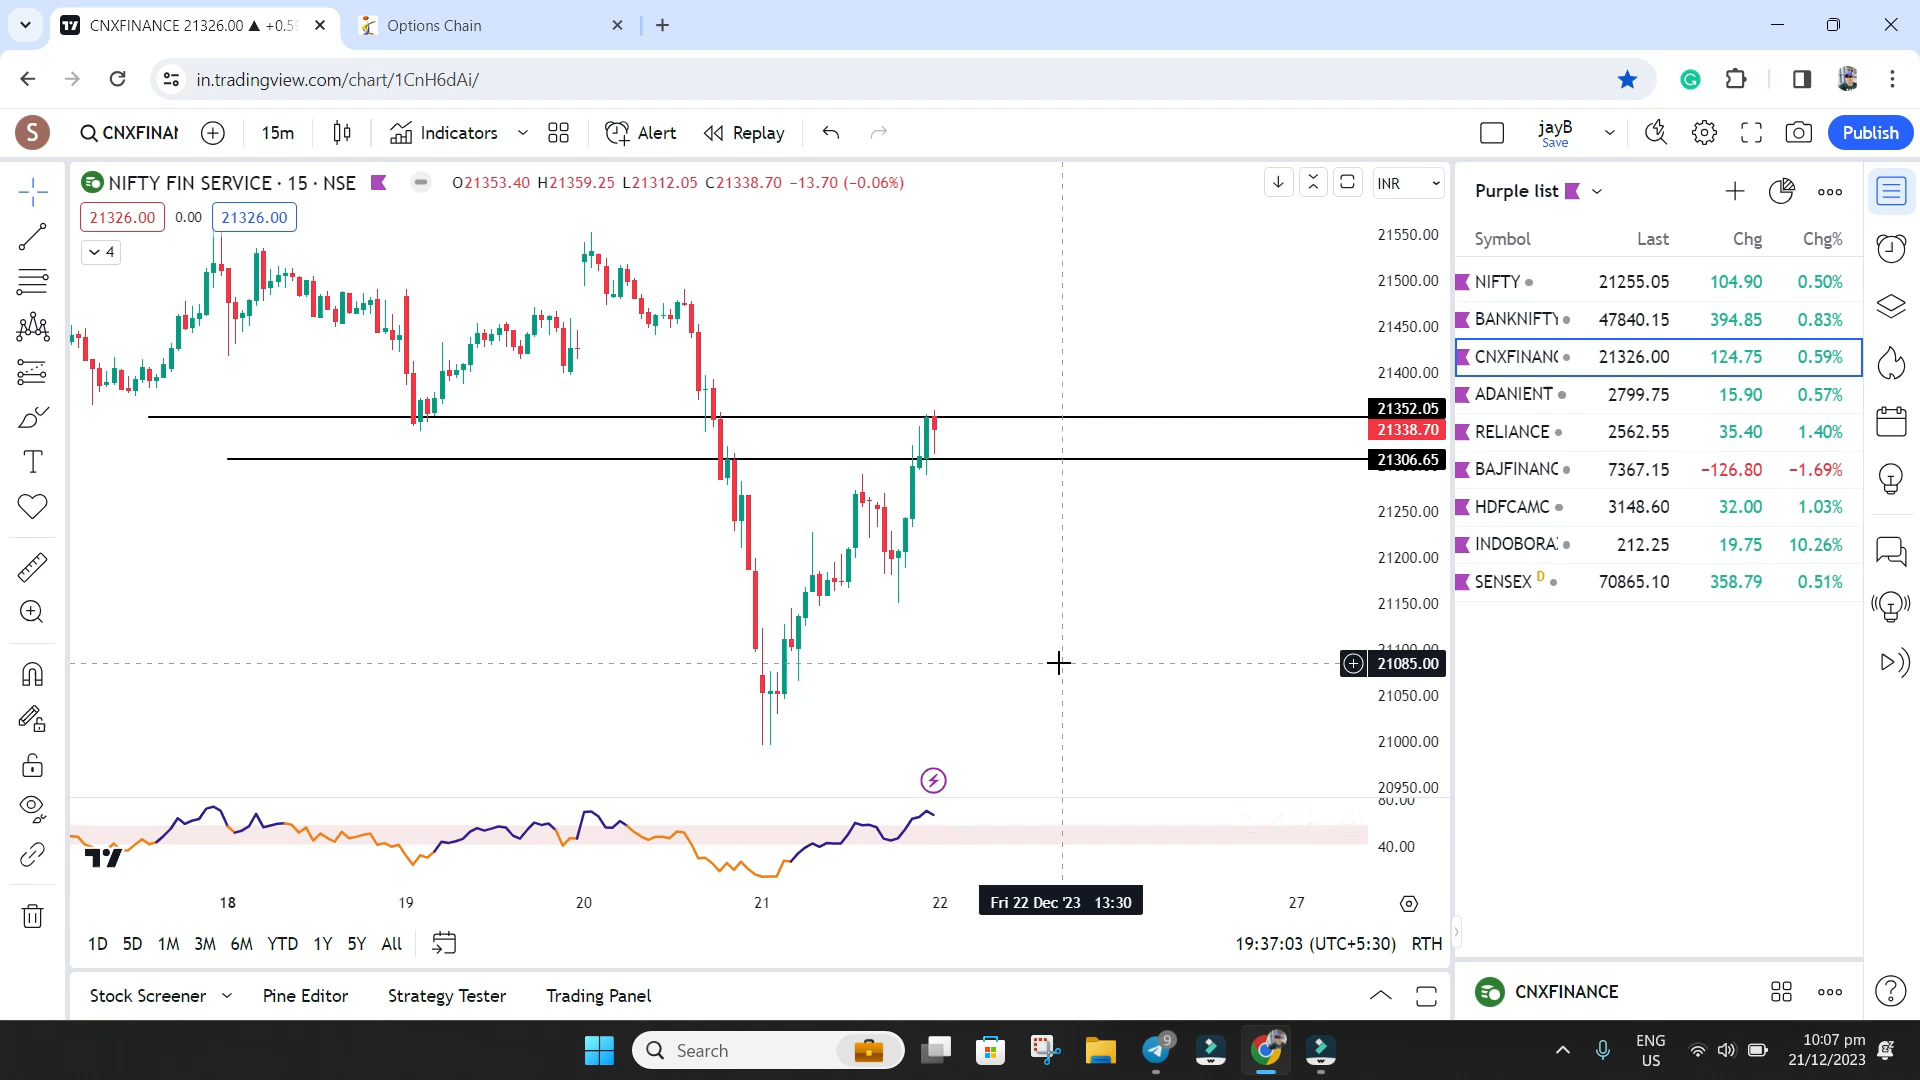 CNXFINANCE 21326.00 ▲ +0.5
Options Chain
in.tradingview.com/chart/1CnH6dAi/
S
CNXFINAN
15m
Indicators
Alert
Replay
jayB
Save
Publish
NIFTY FIN SERVICE · 15 · NSE
O21353.40 H21359.25 L21312.05 C21338.70 −13.70 (−0.06%)
INR
21326.00
0.00
21326.00
4
21550.00
21500.00
21450.00
21400.00
21352.05
21338.70
21306.65
21250.00
21200.00
21150.00
21100.00
21085.00
21050.00
21000.00
20950.00
60.00
40.00
18
19
20
21
22
Fri 22 Dec '23 13:30
27
1D 5D 1M 3M 6M YTD 1Y 5Y All
19:37:03 (UTC+5:30) RTH
Stock Screener
Pine Editor
Strategy Tester
Trading Panel
Purple list
Symbol Last Chg Chg%
NIFTY 21255.05 104.90 0.50%
BANKNIFTY 47840.15 394.85 0.83%
CNXFINANC 21326.00 124.75 0.59%
ADANIENT 2799.75 15.90 0.57%
RELIANCE 2562.55 35.40 1.40%
BAJFINANC 7367.15 −126.80 −1.69%
HDFCAMC 3148.60 32.00 1.03%
INDOBORA 212.25 19.75 10.26%
SENSEX D 70865.10 358.79 0.51%
CNXFINANCE
Search
9
ENG
US
10:07 pm
21/12/2023